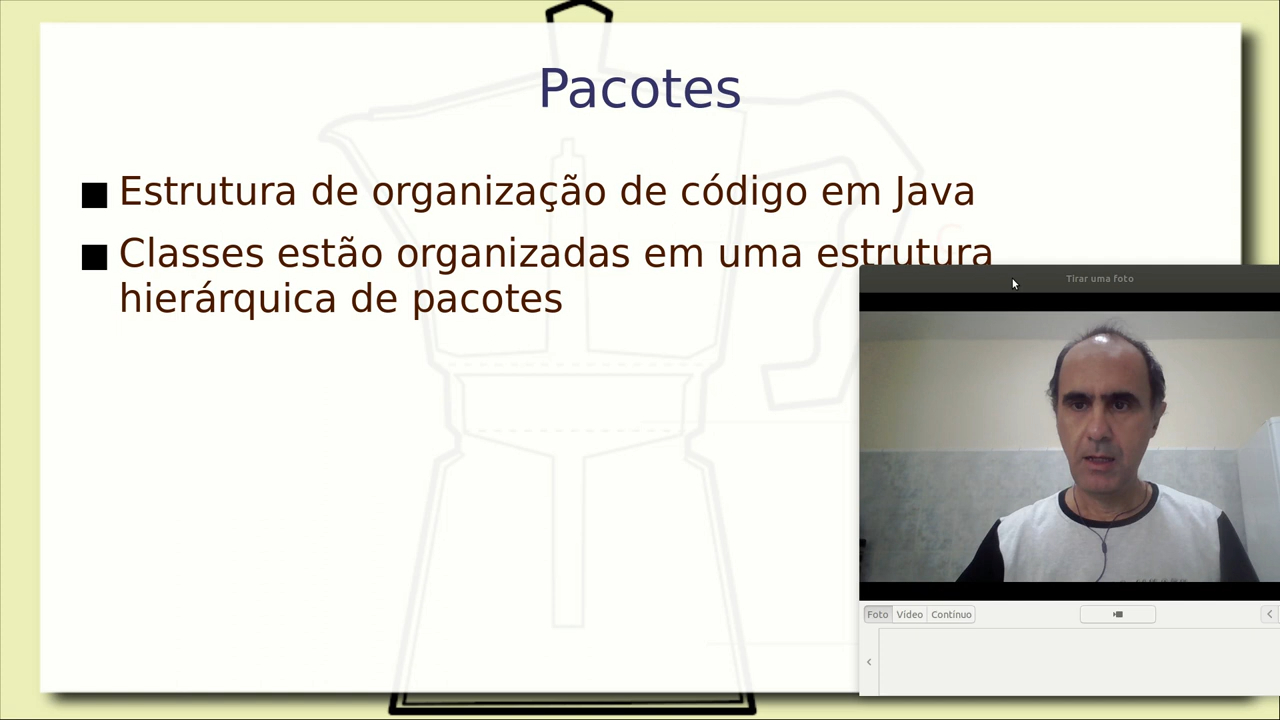 Pacotes
Estrutura de organização de código em Java
Classes estão organizadas em uma estrutura
hierárquica de pacotes
Tirar uma foto
Foto Vídeo Contínuo